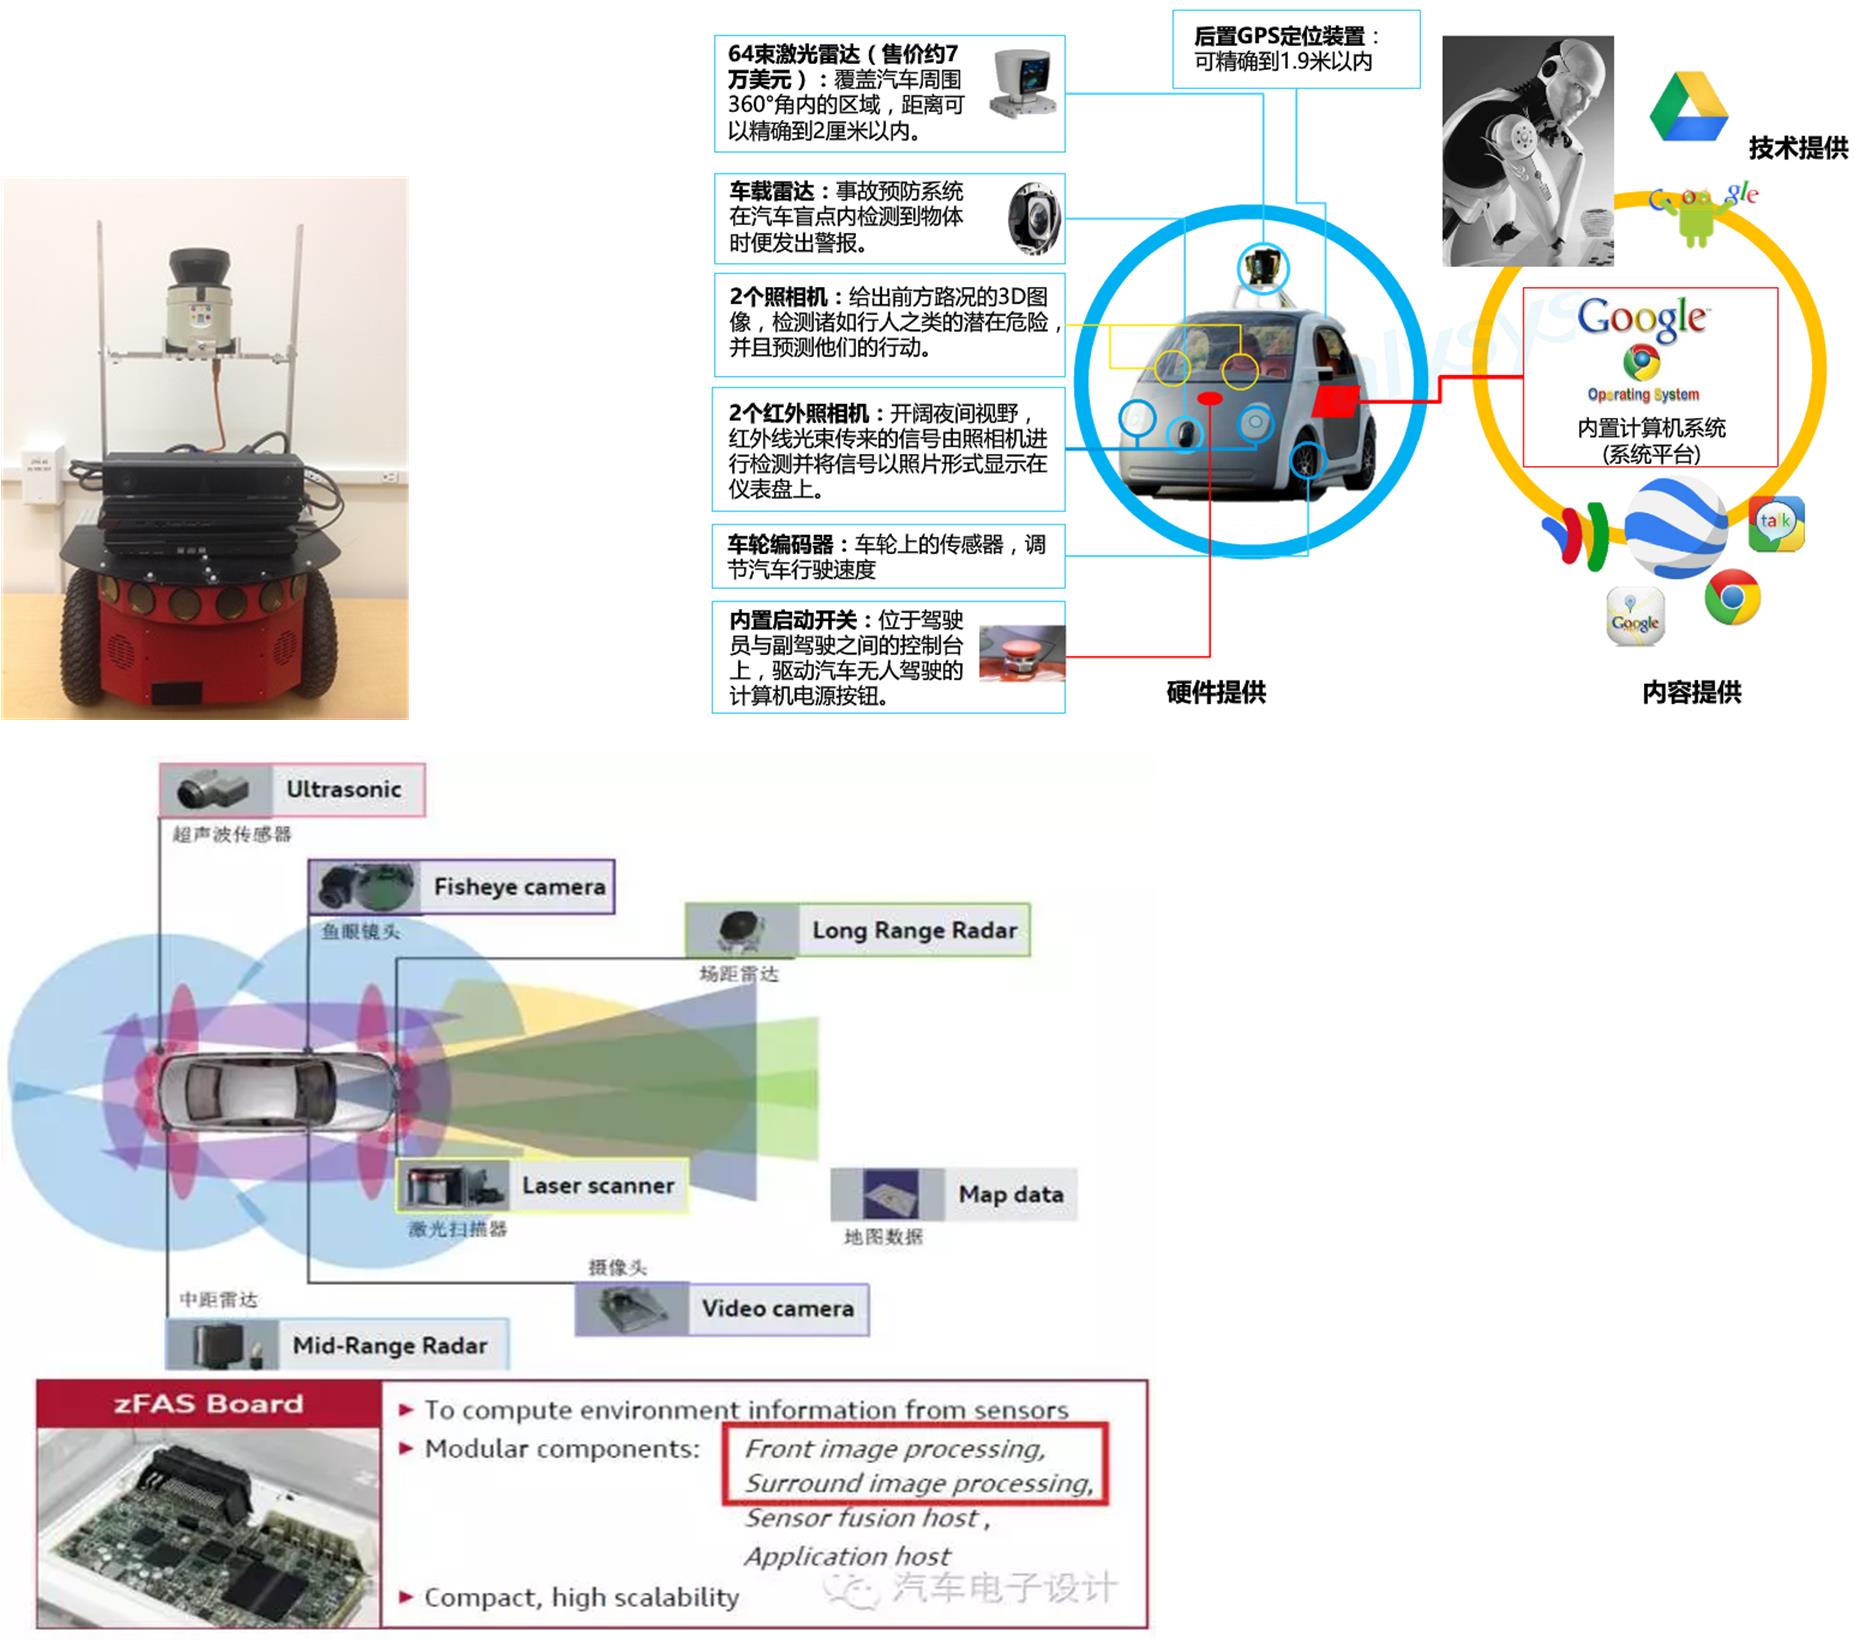 64束激光雷达（售价约7
万美元）：覆盖汽车周围
360°角内的区域，距离可
以精确到2厘米以内。
后置GPS定位装置：
可精确到1.9米以内
技术提供
车载雷达：事故预防系统
在汽车盲点内检测到物体
时便发出警报。
Google
2个照相机：给出前方路况的3D图
像，检测诸如行人之类的潜在危险，
并且预测他们的行动。
Google
Operating System
内置计算机系统
(系统平台)
2个红外照相机：开阔夜间视野，
红外线光束传来的信号由照相机进
行检测并将信号以照片形式显示在
仪表盘上。
talk
车轮编码器：车轮上的传感器，调
节汽车行驶速度
Google
内置启动开关：位于驾驶
员与副驾驶之间的控制台
上，驱动汽车无人驾驶的
计算机电源按钮。
硬件提供
内容提供
Ultrasonic
超声波传感器
Fisheye camera
鱼眼镜头
Long Range Radar
场距雷达
Laser scanner
激光扫描器
Map data
地图数据
摄像头
Video camera
中距雷达
Mid-Range Radar
zFAS Board
To compute environment information from sensors
Modular components:
Front image processing,
Surround image processing,
Sensor fusion host ,
Application host
Compact, high scalability
汽车电子设计